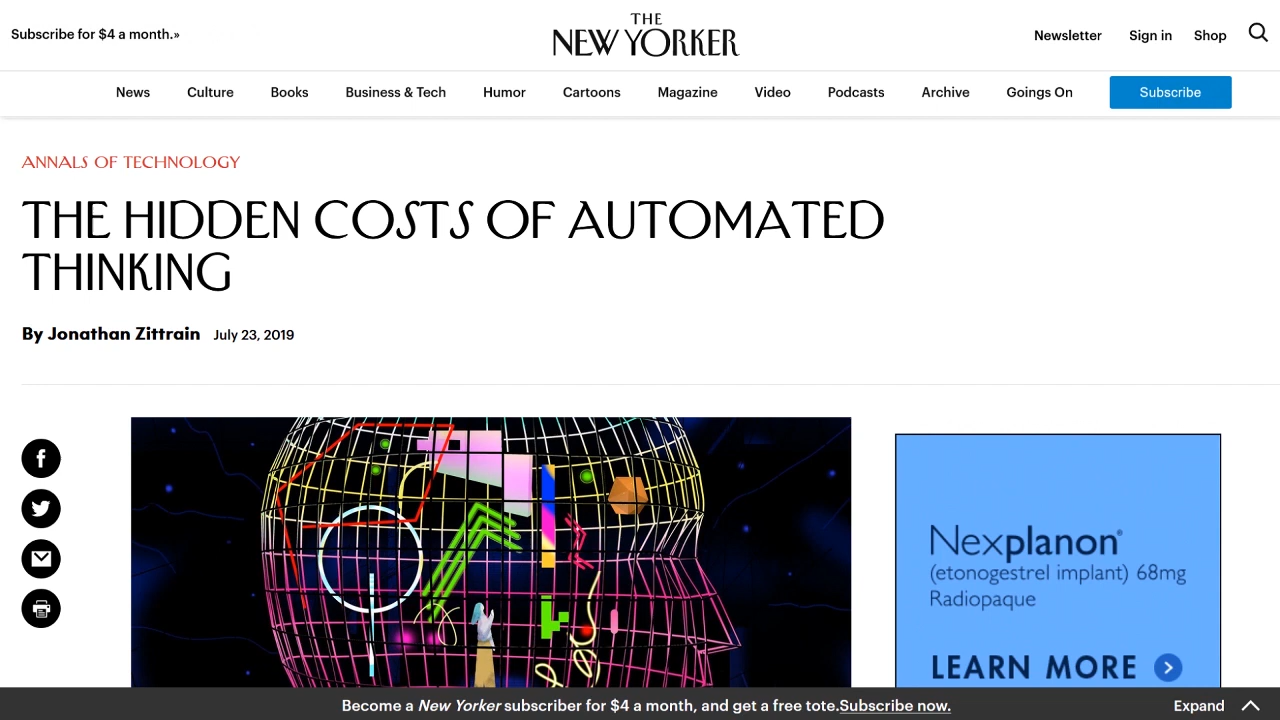 Subscribe for $4 a month.»
THE
NEW YORKER
Newsletter Sign in Shop
News Culture Books Business & Tech Humor Cartoons Magazine Video Podcasts Archive Goings On Subscribe
ANNALS OF TECHNOLOGY
THE HIDDEN COSTS OF AUTOMATED
THINKING
By Jonathan Zittrain July 23, 2019
Nexplanon®
(etonogestrel implant) 68mg
Radiopaque
LEARN MORE
Become a New Yorker subscriber for $4 a month, and get a free tote.Subscribe now. Expand